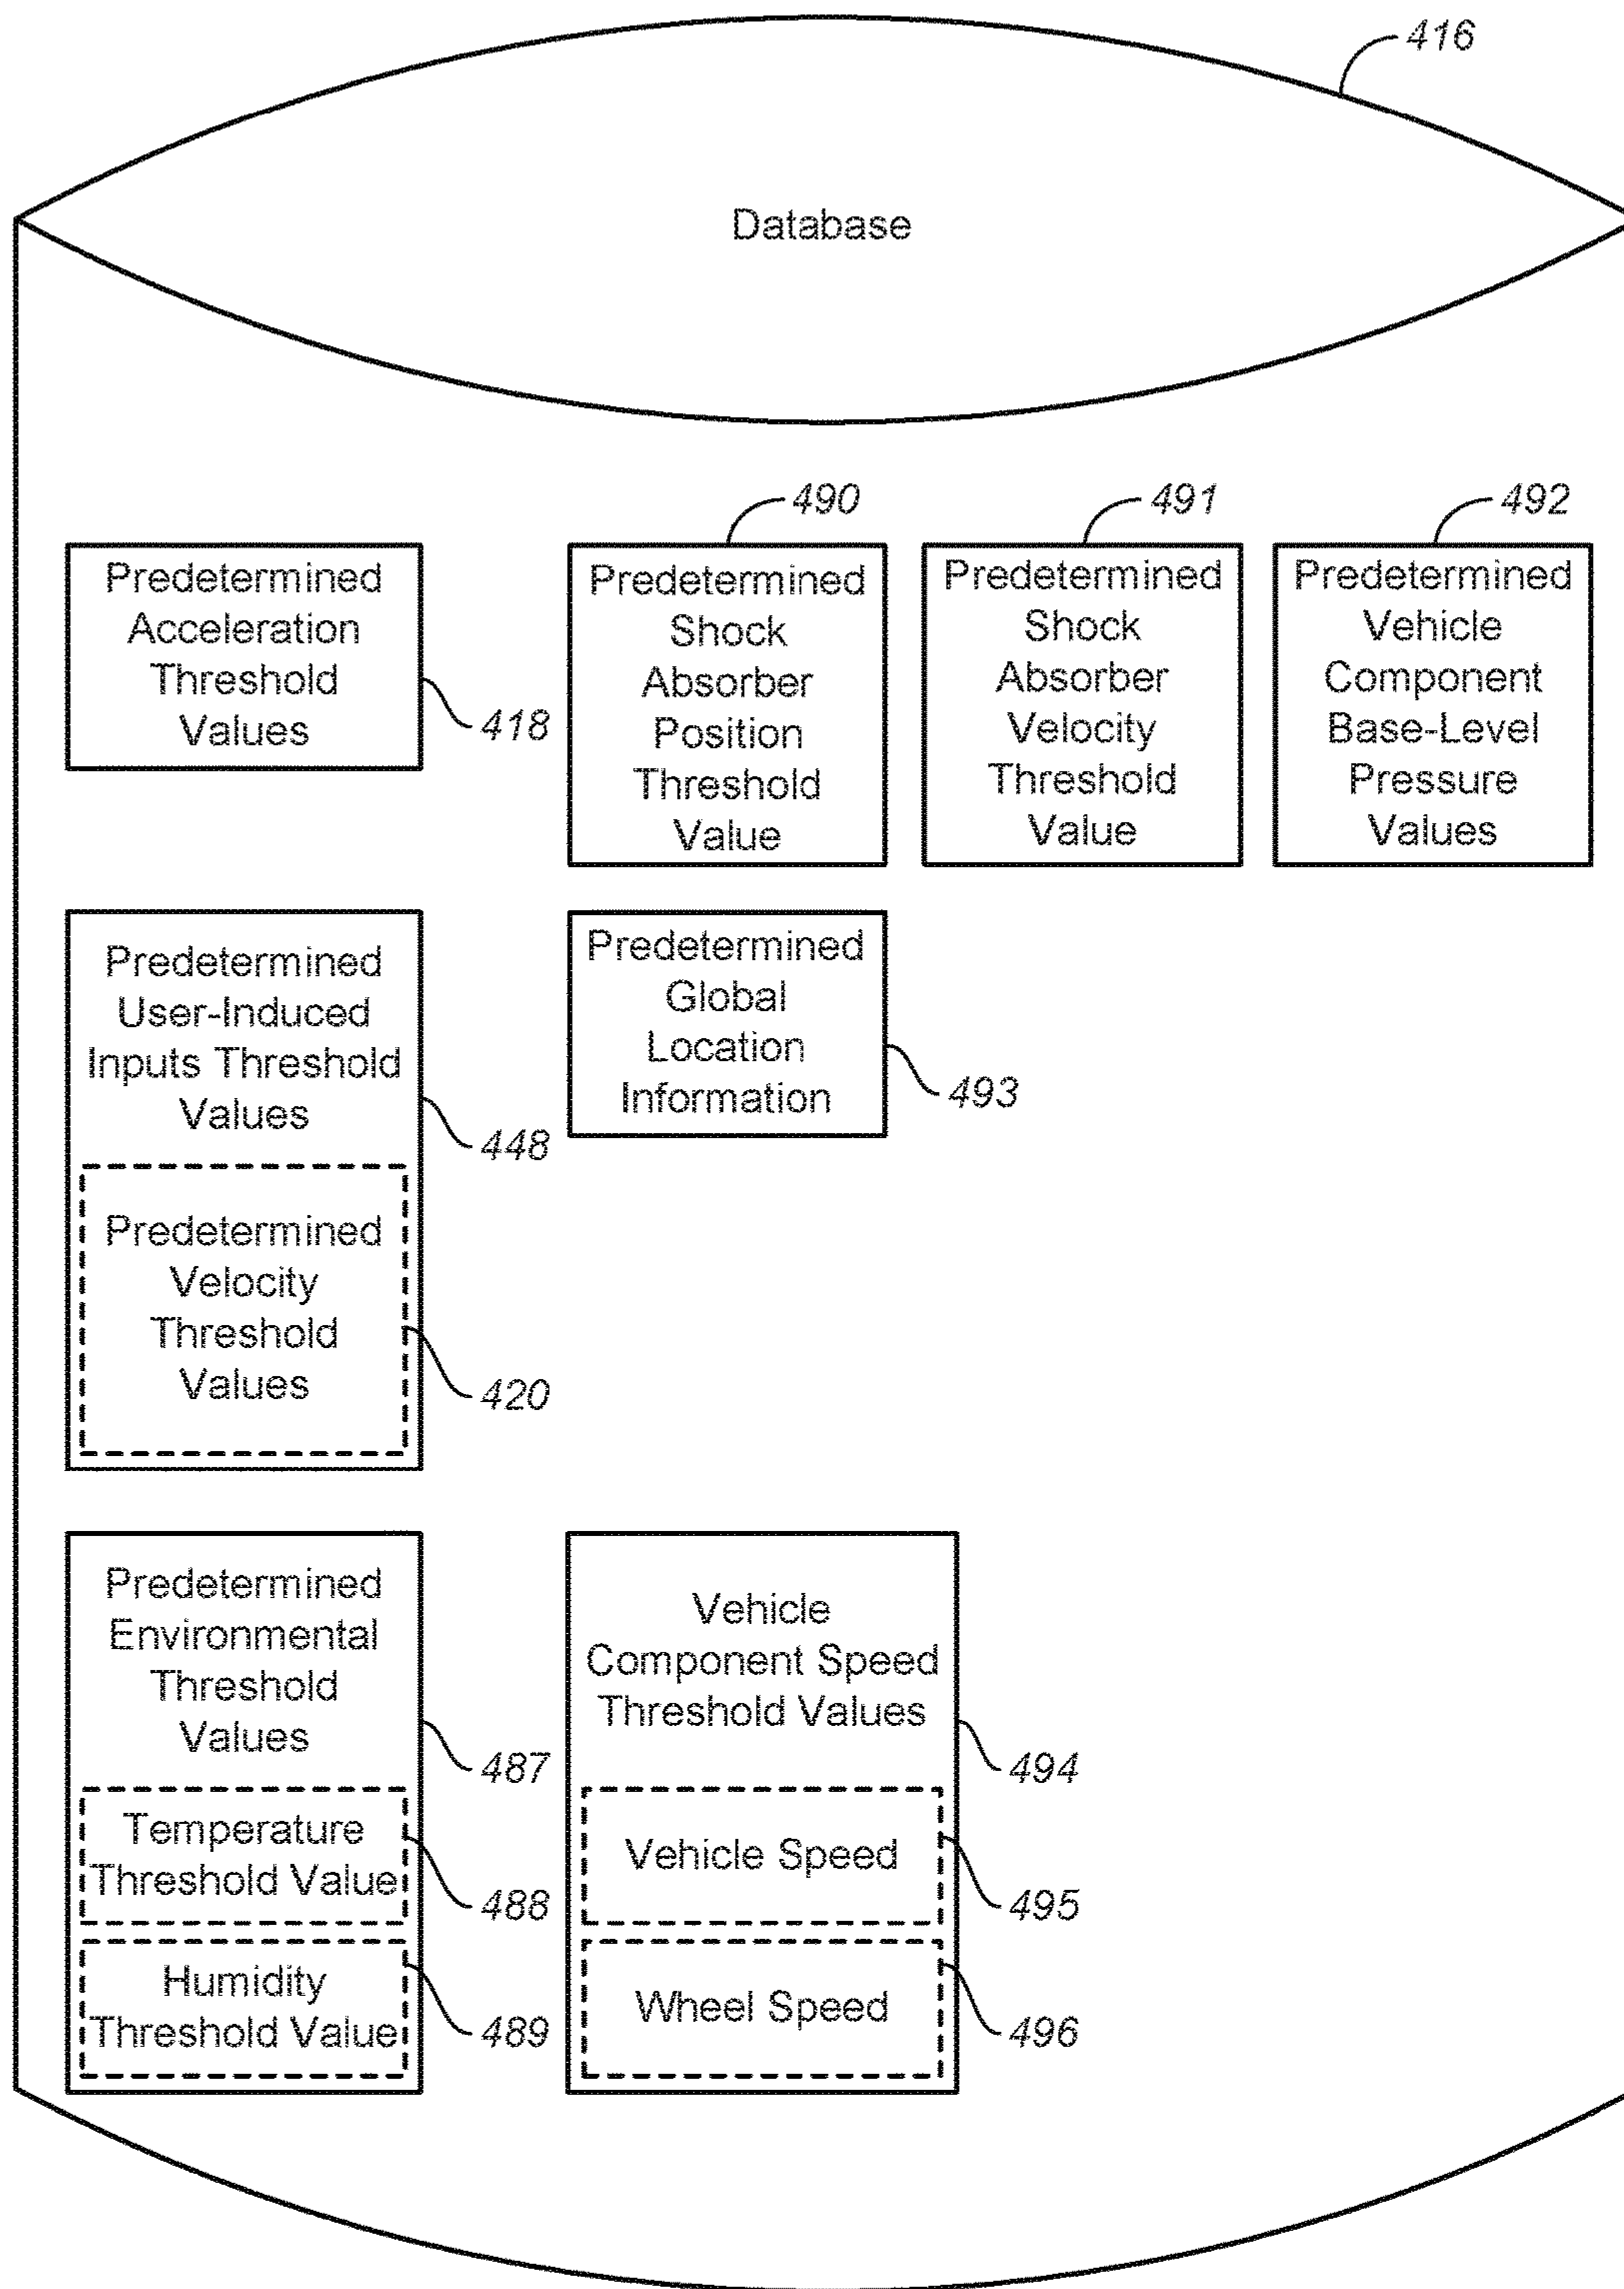 416
Database
490
491
492
Predetermined
Acceleration
Threshold
Values
418
Predetermined
Shock
Absorber
Position
Threshold
Value
Predetermined
Shock
Absorber
Velocity
Threshold
Value
Predetermined
Vehicle
Component
Base-Level
Pressure
Values
Predetermined
User-Induced
Inputs Threshold
Values
448
Predetermined
Velocity
Threshold
Values
420
Predetermined
Global
Location
Information
493
Predetermined
Environmental
Threshold
Values
487
Temperature
Threshold Value
488
Humidity
Threshold Value
489
Vehicle
Component Speed
Threshold Values
494
Vehicle Speed
495
Wheel Speed
496